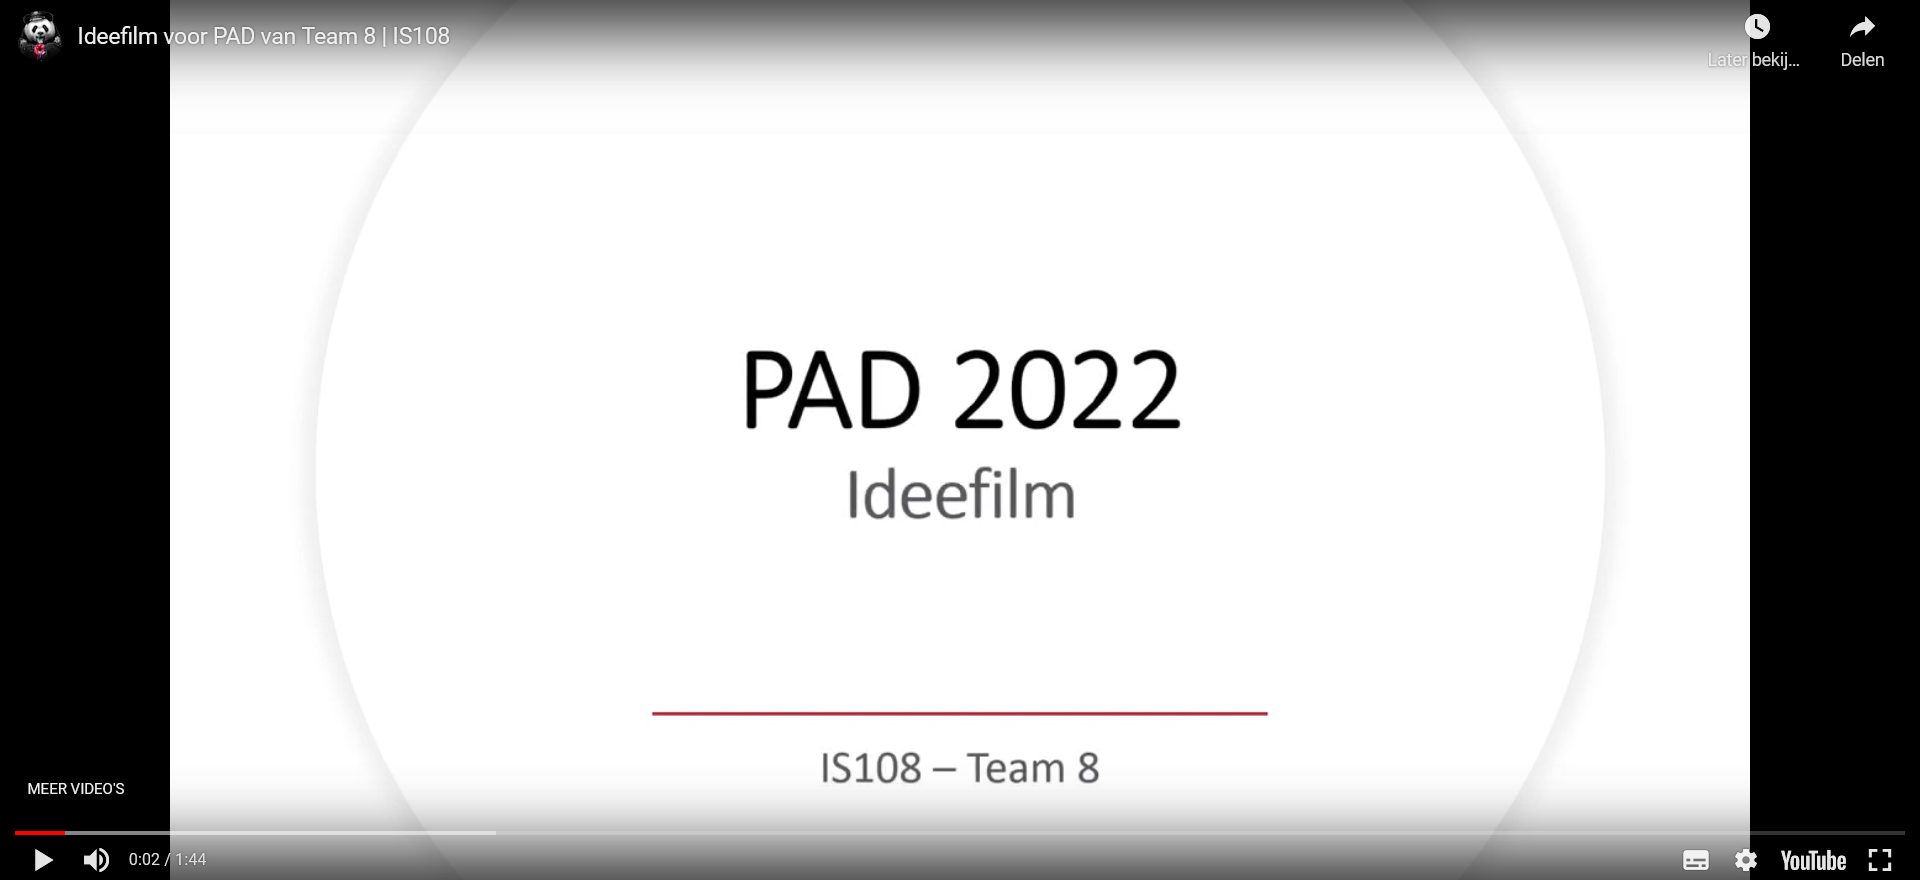 Ideefilm voor PAD van Team 8 | IS108
Later bekij...
Delen
PAD 2022
Ideefilm
IS108 – Team 8
MEER VIDEO'S
0:02 / 1:44
YouTube